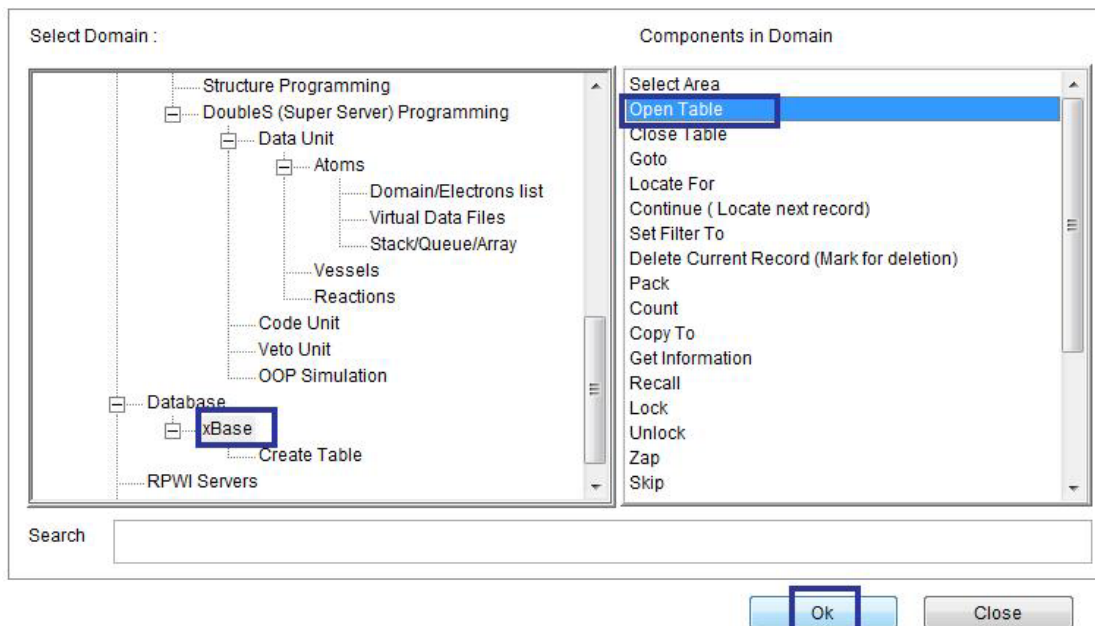 Select Domain :
Components in Domain
Structure Programming
DoubleS (Super Server) Programming
Data Unit
Atoms
Domain/Electrons list
Virtual Data Files
Stack/Queue/Array
Vessels
Reactions
Code Unit
Veto Unit
OOP Simulation
Database
xBase
Create Table
RPWI Servers
Select Area
Open Table
Close Table
Goto
Locate For
Continue ( Locate next record)
Set Filter To
Delete Current Record (Mark for deletion)
Pack
Count
Copy To
Get Information
Recall
Lock
Unlock
Zap
Skip
Search
Ok
Close